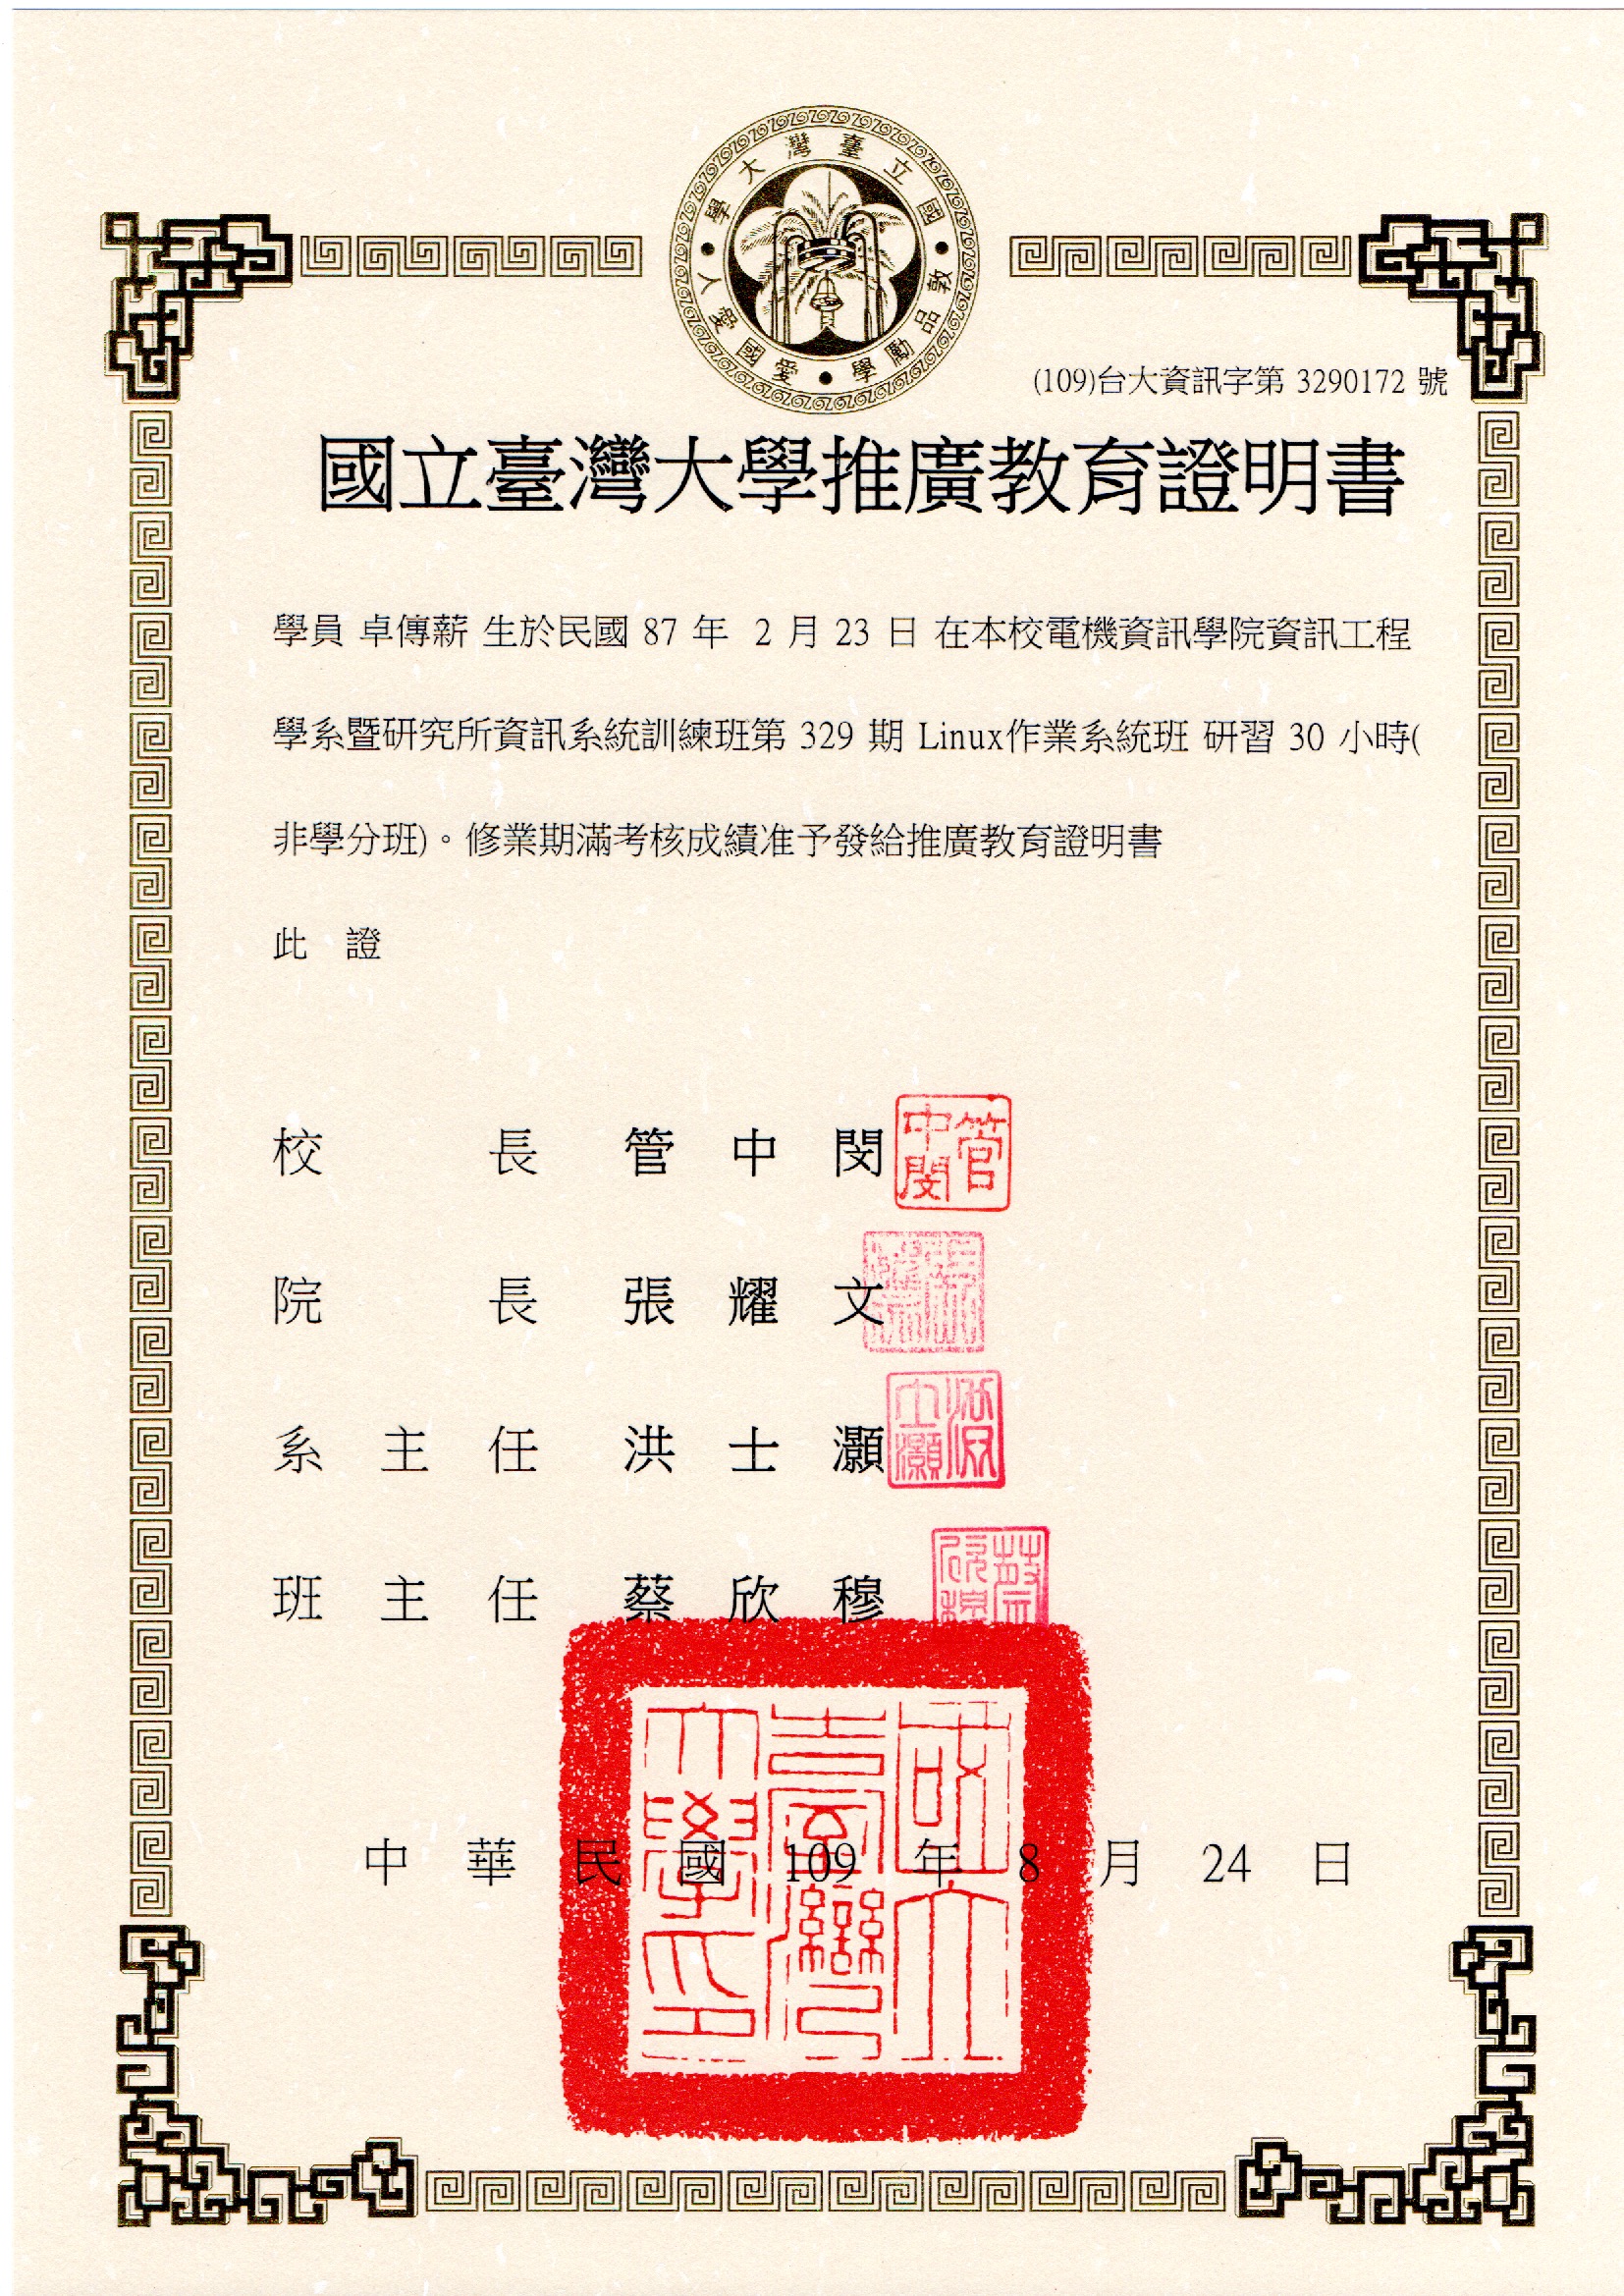 國立臺灣大學
敦品勵學 愛國愛人
(109)台大資訊字第 3290172 號
國立臺灣大學推廣教育證明書
學員 卓傳薪 生於民國 87 年 2 月 23 日 在本校電機資訊學院資訊工程
學系暨研究所資訊系統訓練班第 329 期 Linux作業系統班 研習 30 小時(
非學分班)。修業期滿考核成績准予發給推廣教育證明書
此 證
校 長 管 中 閔
管中閔
院 長 張 耀 文
系 主 任 洪 士 灝
洪士灝
班 主 任 蔡 欣 穆
中 華 民 國 109 年 8 月 24 日
國立臺灣大學印